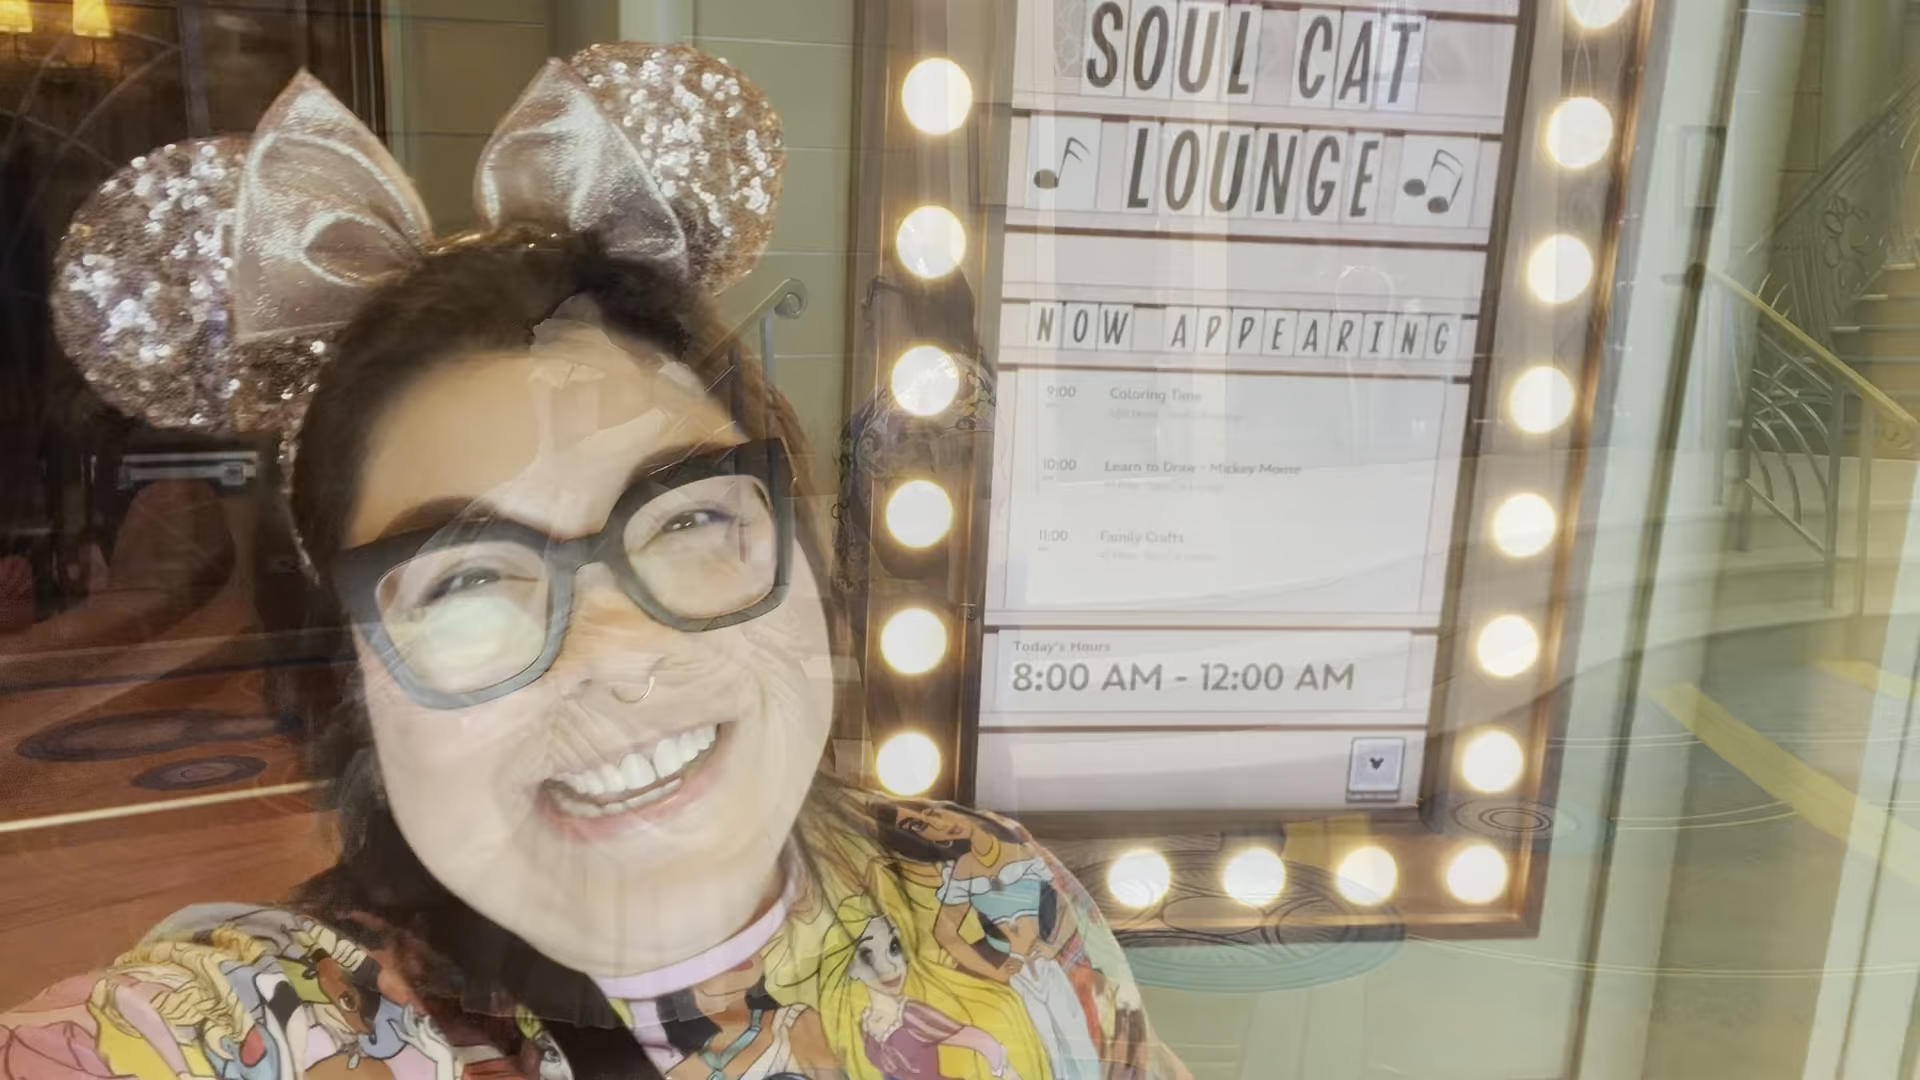 SOUL CAT
LOUNGE
NOW APPEARING
9:00 Coloring Time
10:00 Learn to Draw - Mickey Mouse
11:00 Family Crafts
Today's Hours
8:00 AM - 12:00 AM